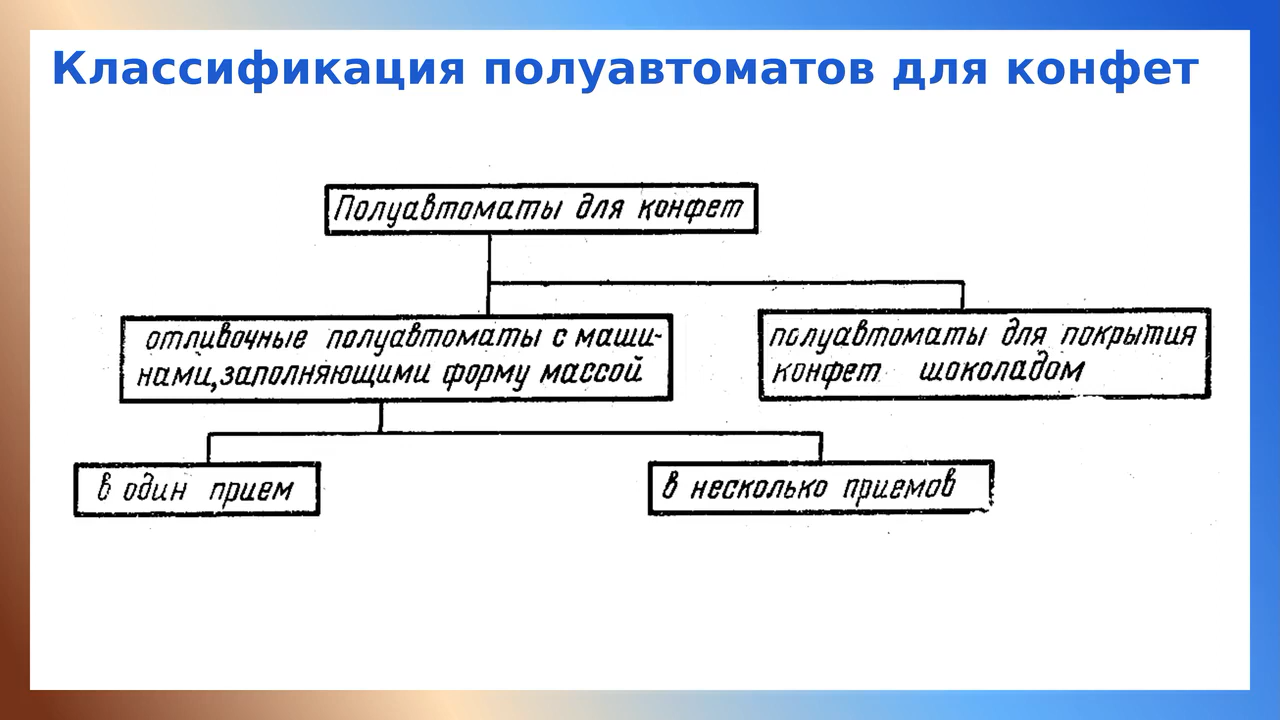 Классификация полуавтоматов для конфет
Полуавтоматы для конфет
отливочные полуавтоматы с маши-
нами, заполняющими форму массой
полуавтоматы для покрытия
конфет шоколадом
в один прием
в несколько приемов